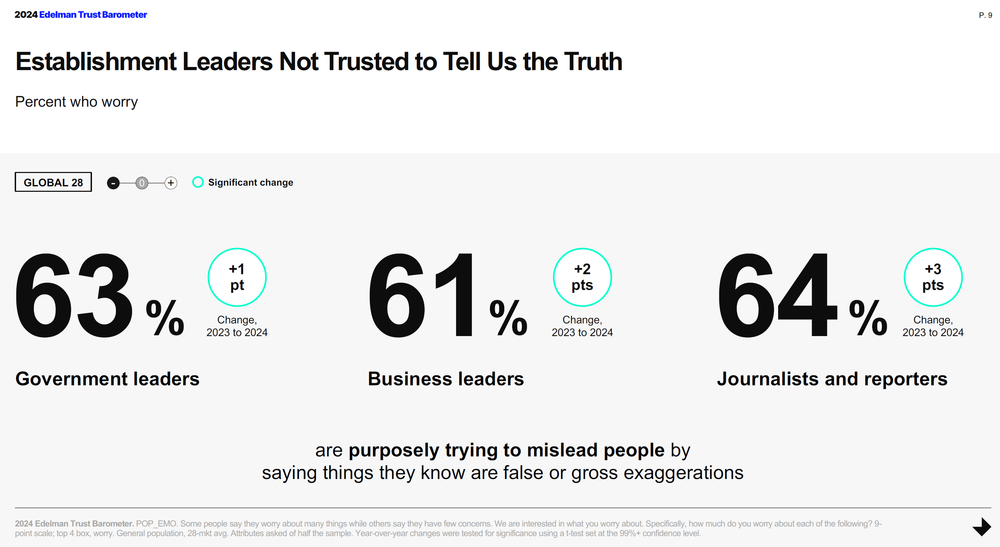 2024 Edelman Trust Barometer
P. 9
Establishment Leaders Not Trusted to Tell Us the Truth
Percent who worry
GLOBAL 28
- 0 +
Significant change
63%
+1
pt
Change,
2023 to 2024
Government leaders
61%
+2
pts
Change,
2023 to 2024
Business leaders
64%
+3
pts
Change,
2023 to 2024
Journalists and reporters
are purposely trying to mislead people by
saying things they know are false or gross exaggerations
2024 Edelman Trust Barometer. POP_EMO. Some people say they worry about many things while others say they have few concerns. We are interested in what you worry about. Specifically, how much do you worry about each of the following? 9-
point scale; top 4 box, worry. General population, 28-mkt avg. Attributes asked of half the sample. Year-over-year changes were tested for significance using a t-test set at the 99%+ confidence level.